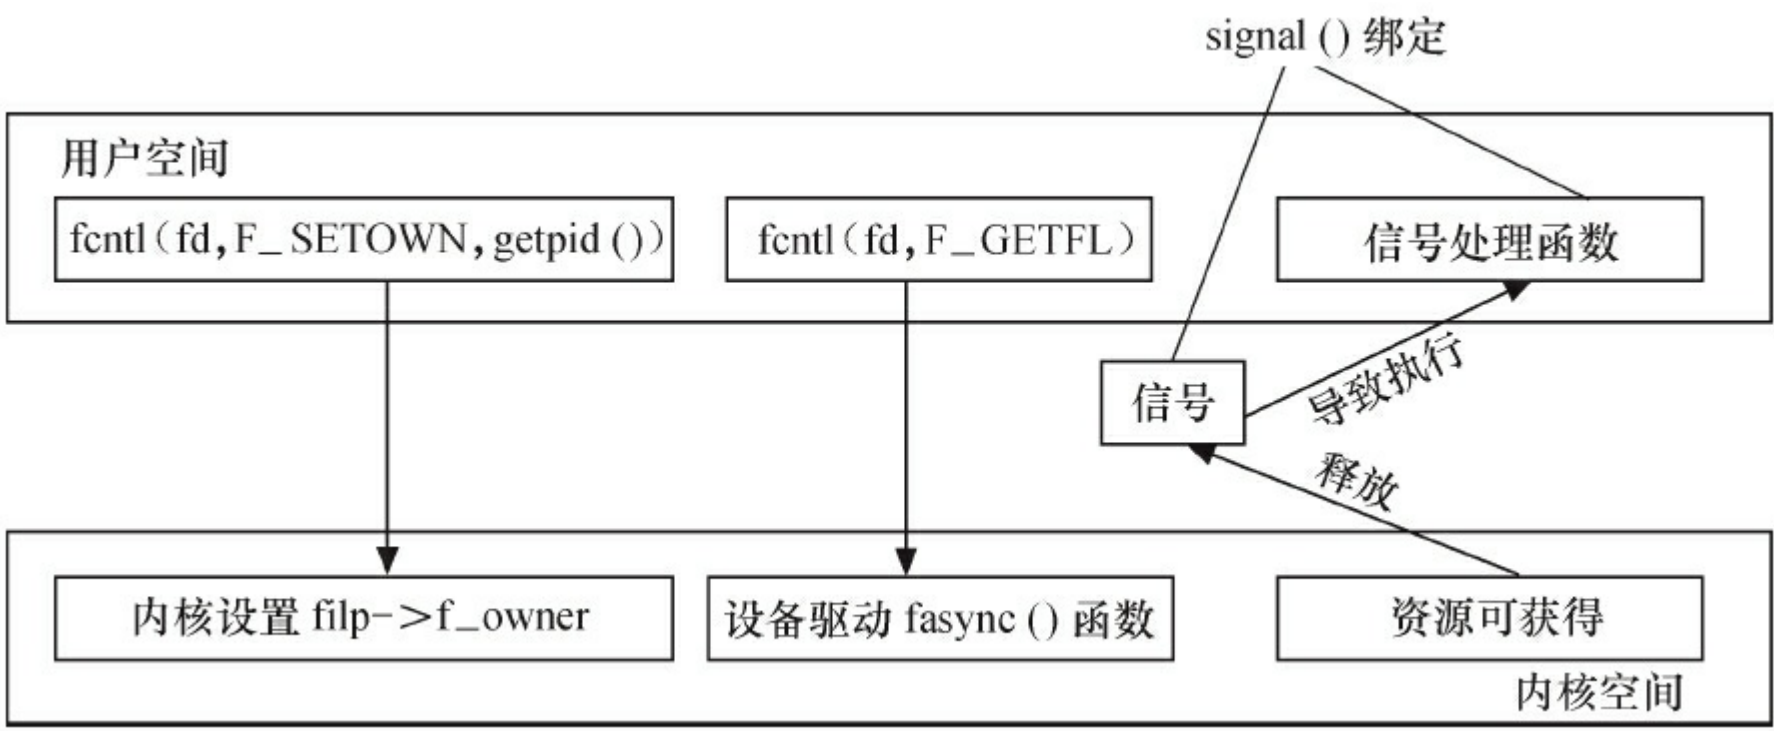 signal () 绑定
用户空间
fcntl (fd, F_SETOWN, getpid ())
fcntl (fd, F_GETFL)
信号处理函数
信号
导致执行
释放
内核设置 filp->f_owner
设备驱动 fasync () 函数
资源可获得
内核空间